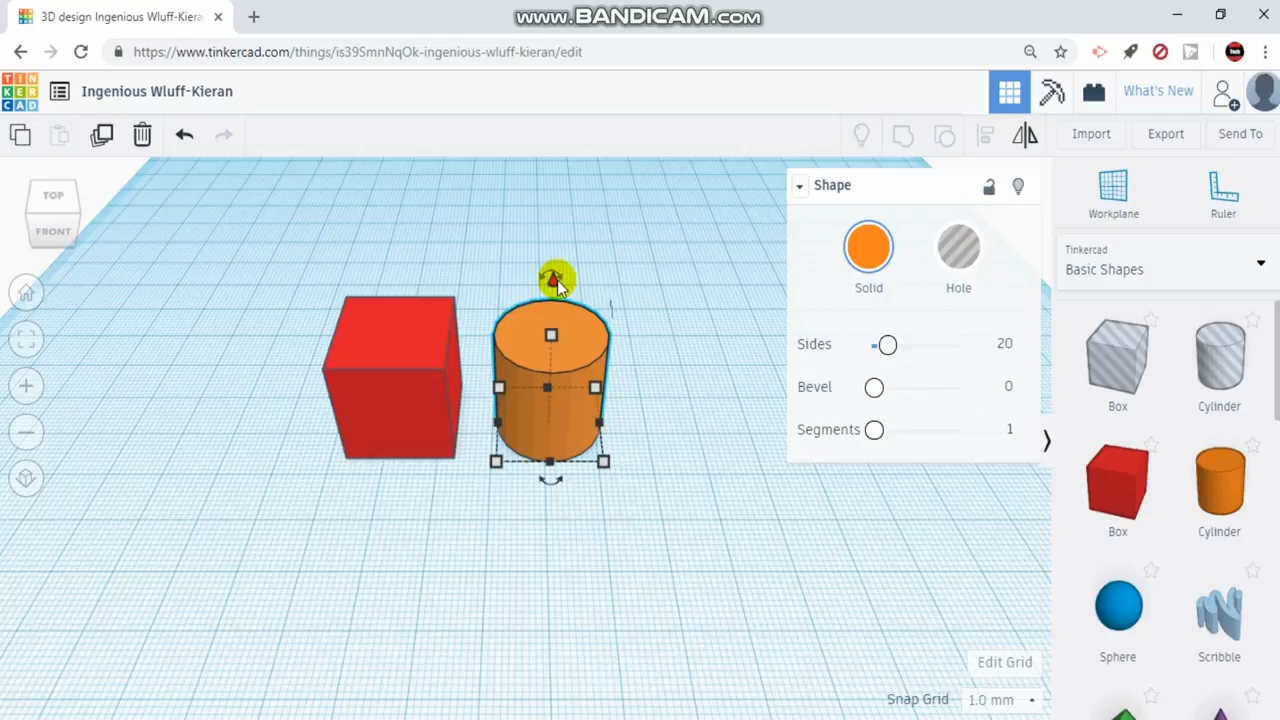 3D design Ingenious Wluff-Kiera
www.BANDICAM.com
https://www.tinkercad.com/things/is39SmnNqOk-ingenious-wluff-kieran/edit
TIN
KER
CAD
Ingenious Wluff-Kieran
What's New
Import
Export
Send To
TOP
FRONT
Shape
Solid
Hole
Sides
20
Bevel
0
Segments
1
Workplane
Ruler
Tinkercad
Basic Shapes
Box
Cylinder
Box
Cylinder
Sphere
Scribble
Edit Grid
Snap Grid
1.0 mm